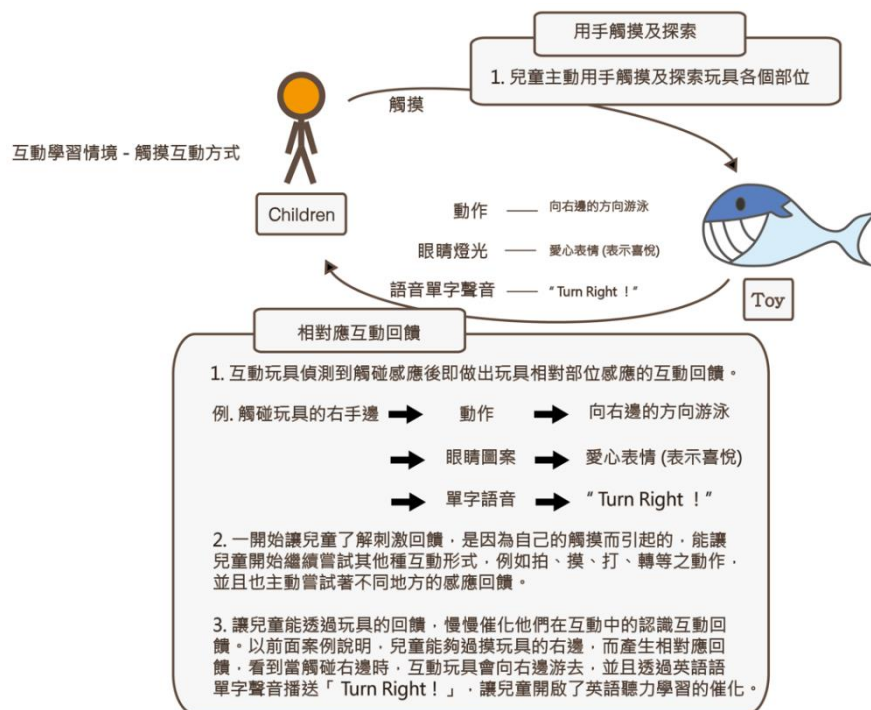 用手觸摸及探索
1. 兒童主動用手觸摸及探索玩具各個部位
觸摸
互動學習情境 - 觸摸互動方式
Children
動作 —— 向右邊的方向游泳
眼睛燈光 —— 愛心表情 (表示喜悅)
語音單字聲音 —— “ Turn Right ！”
Toy
相對應互動回饋
1. 互動玩具偵測到觸碰感應後即做出玩具相對部位感應的互動回饋。
例. 觸碰玩具的右手邊 ➡ 動作 ➡ 向右邊的方向游泳
➡ 眼睛圖案 ➡ 愛心表情 (表示喜悅)
➡ 單字語音 ➡ “ Turn Right ！”
2. 一開始讓兒童了解刺激回饋，是因為自己的觸摸而引起的，能讓
兒童開始繼續嘗試其他種互動形式，例如拍、摸、打、轉等之動作，
並且也主動嘗試著不同地方的感應回饋。
3. 讓兒童能透過玩具的回饋，慢慢催化他們在互動中的認識互動回
饋。以前面案例說明，兒童能夠過摸玩具的右邊，而產生相對應回
饋，看到當觸碰右邊時，互動玩具會向右邊游去，並且透過英語語
單字聲音播送「 Turn Right！」，讓兒童開啟了英語聽力學習的催化。